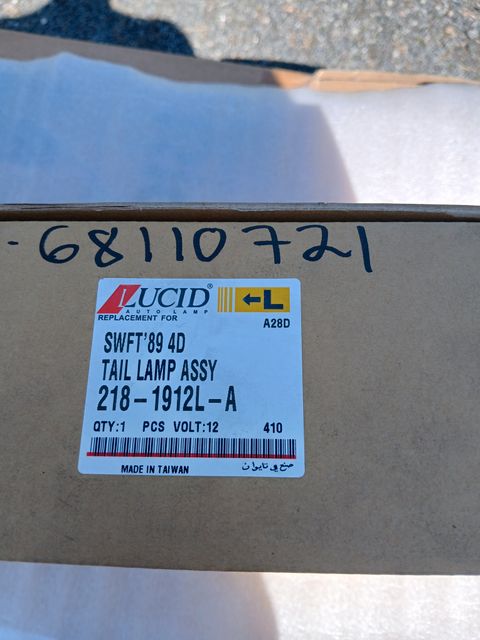 -68110721
LUCID®
AUTO LAMP
←L
REPLACEMENT FOR
A28D
SWFT'89 4D
TAIL LAMP ASSY
218-1912L-A
QTY:1 PCS VOLT:12 410
MADE IN TAIWAN صنع في تايوان